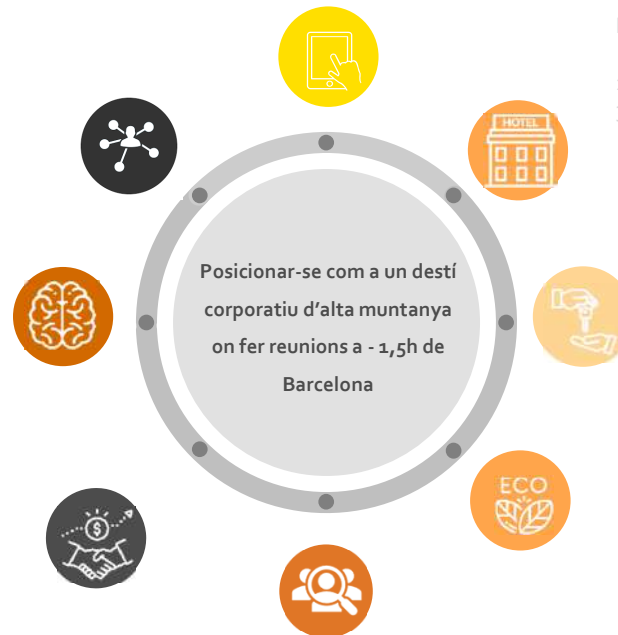 HOTEL
Posicionar-se com a un destí
corporatiu d'alta muntanya
on fer reunions a - 1,5h de
Barcelona
ECO
$